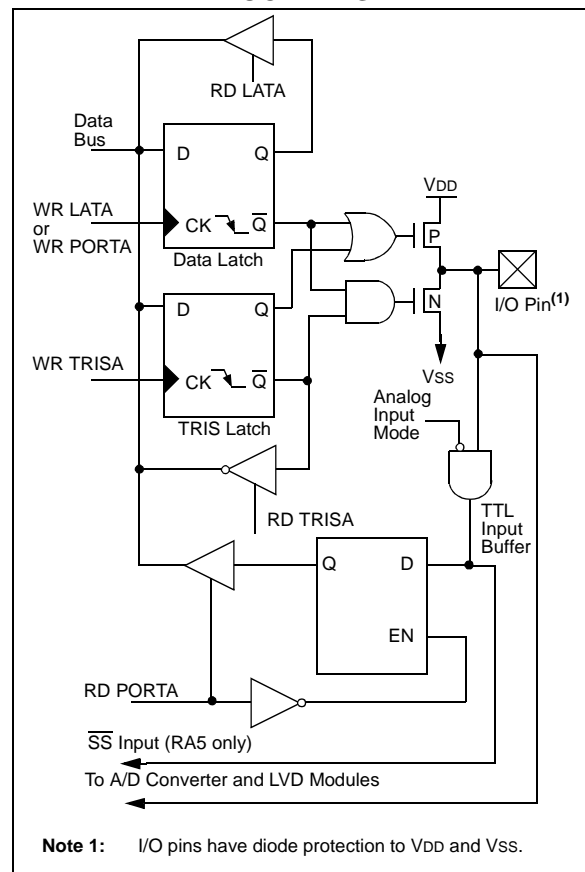 RD LATA
Data
Bus
D
Q
WR LATA
or
WR PORTA
CK
Q̅
Data Latch
VDD
P
N
I/O Pin(1)
VSS
D
Q
WR TRISA
CK
Q̅
TRIS Latch
Analog
Input
Mode
RD TRISA
TTL
Input
Buffer
Q
D
EN
RD PORTA
S̅S̅ Input (RA5 only)
To A/D Converter and LVD Modules
Note 1: I/O pins have diode protection to VDD and VSS.